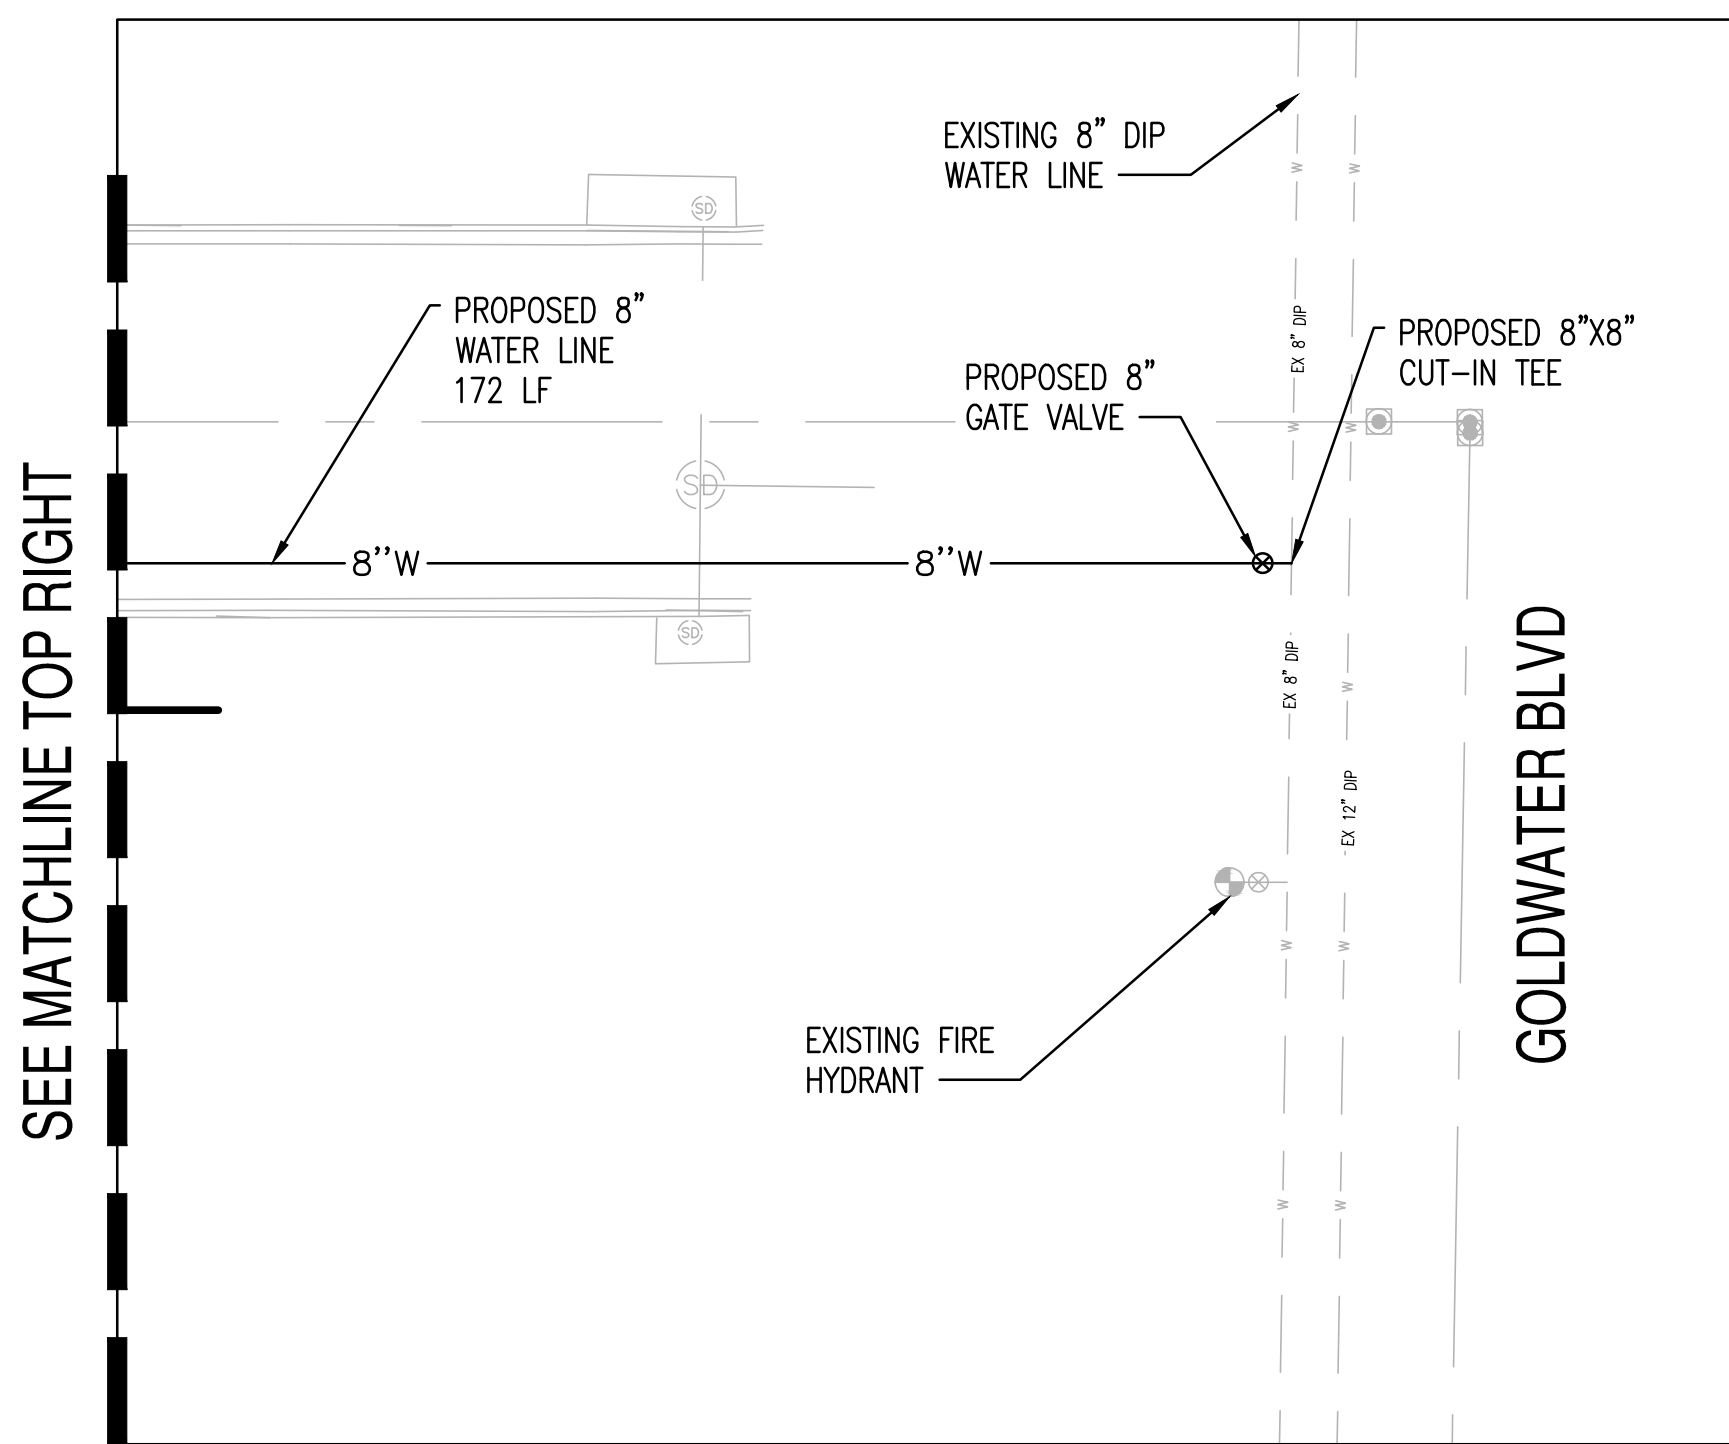 EXISTING 8" DIP
WATER LINE
W
W
SD
PROPOSED 8"
WATER LINE
172 LF
EX 8" DIP
PROPOSED 8"X8"
CUT-IN TEE
PROPOSED 8"
GATE VALVE
W
W
SD
8''W
8''W
SEE MATCHLINE TOP RIGHT
SD
EX 8" DIP
W
GOLDWATER BLVD
EX 12" DIP
W
W
EXISTING FIRE
HYDRANT
W
W